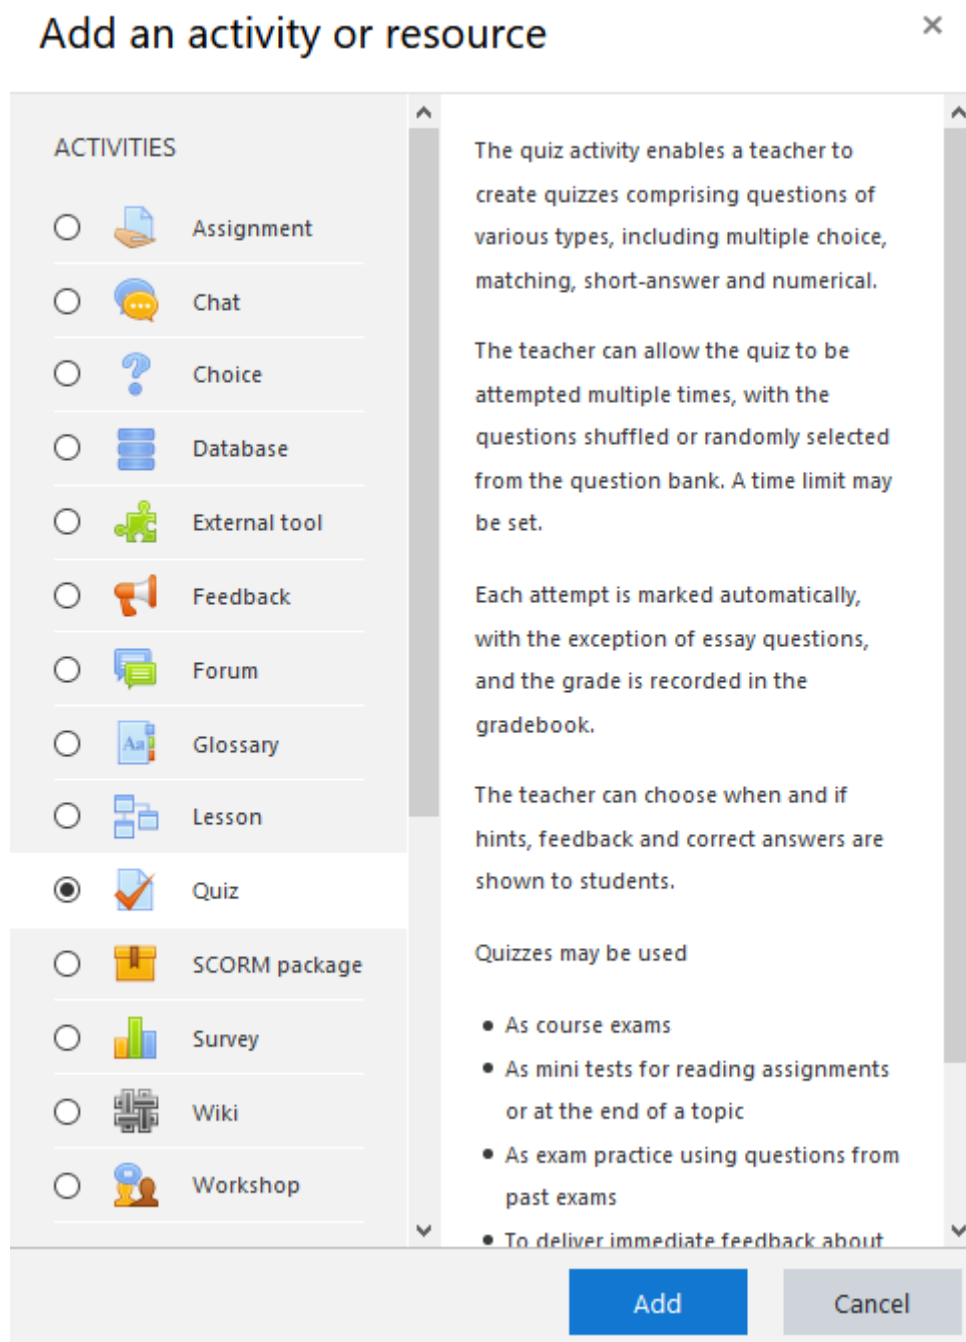 Add an activity or resource
×
ACTIVITIES
Assignment
Chat
Choice
Database
External tool
Feedback
Forum
Aa
Glossary
Lesson
Quiz
SCORM package
Survey
Wiki
Workshop
The quiz activity enables a teacher to
create quizzes comprising questions of
various types, including multiple choice,
matching, short-answer and numerical.
The teacher can allow the quiz to be
attempted multiple times, with the
questions shuffled or randomly selected
from the question bank. A time limit may
be set.
Each attempt is marked automatically,
with the exception of essay questions,
and the grade is recorded in the
gradebook.
The teacher can choose when and if
hints, feedback and correct answers are
shown to students.
Quizzes may be used
• As course exams
• As mini tests for reading assignments
or at the end of a topic
• As exam practice using questions from
past exams
• To deliver immediate feedback about
Add
Cancel